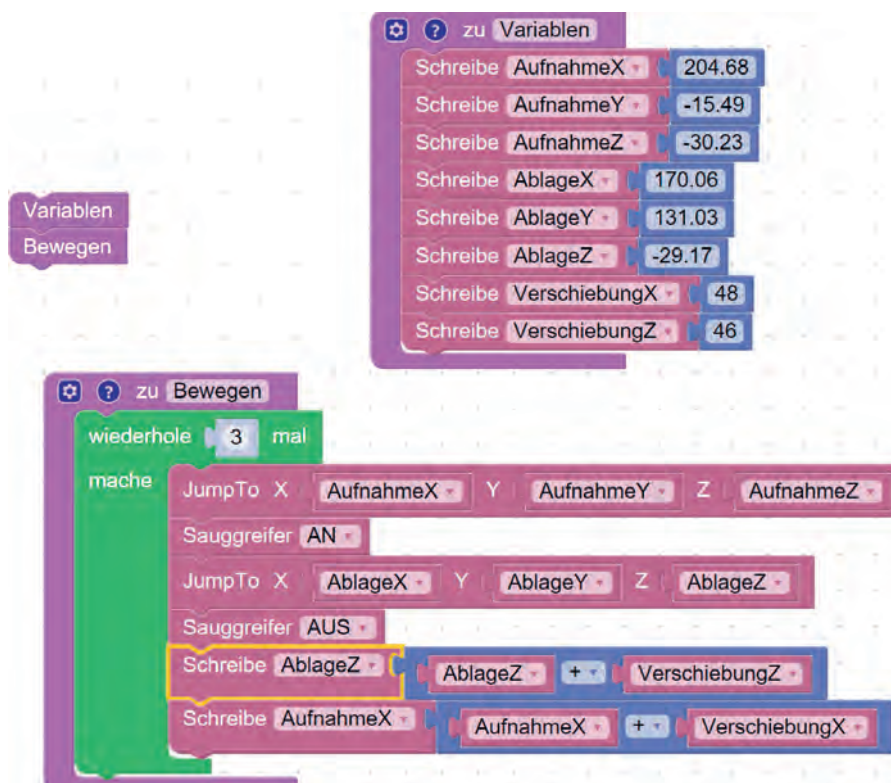 ? zu Variablen
Schreibe AufnahmeX 204.68
Schreibe AufnahmeY -15.49
Schreibe AufnahmeZ -30.23
Schreibe AblageX 170.06
Schreibe AblageY 131.03
Schreibe AblageZ -29.17
Schreibe VerschiebungX 48
Schreibe VerschiebungZ 46
Variablen
Bewegen
? zu Bewegen
wiederhole 3 mal
mache
JumpTo X AufnahmeX Y AufnahmeY Z AufnahmeZ
Sauggreifer AN
JumpTo X AblageX Y AblageY Z AblageZ
Sauggreifer AUS
Schreibe AblageZ AblageZ + VerschiebungZ
Schreibe AufnahmeX AufnahmeX + VerschiebungX